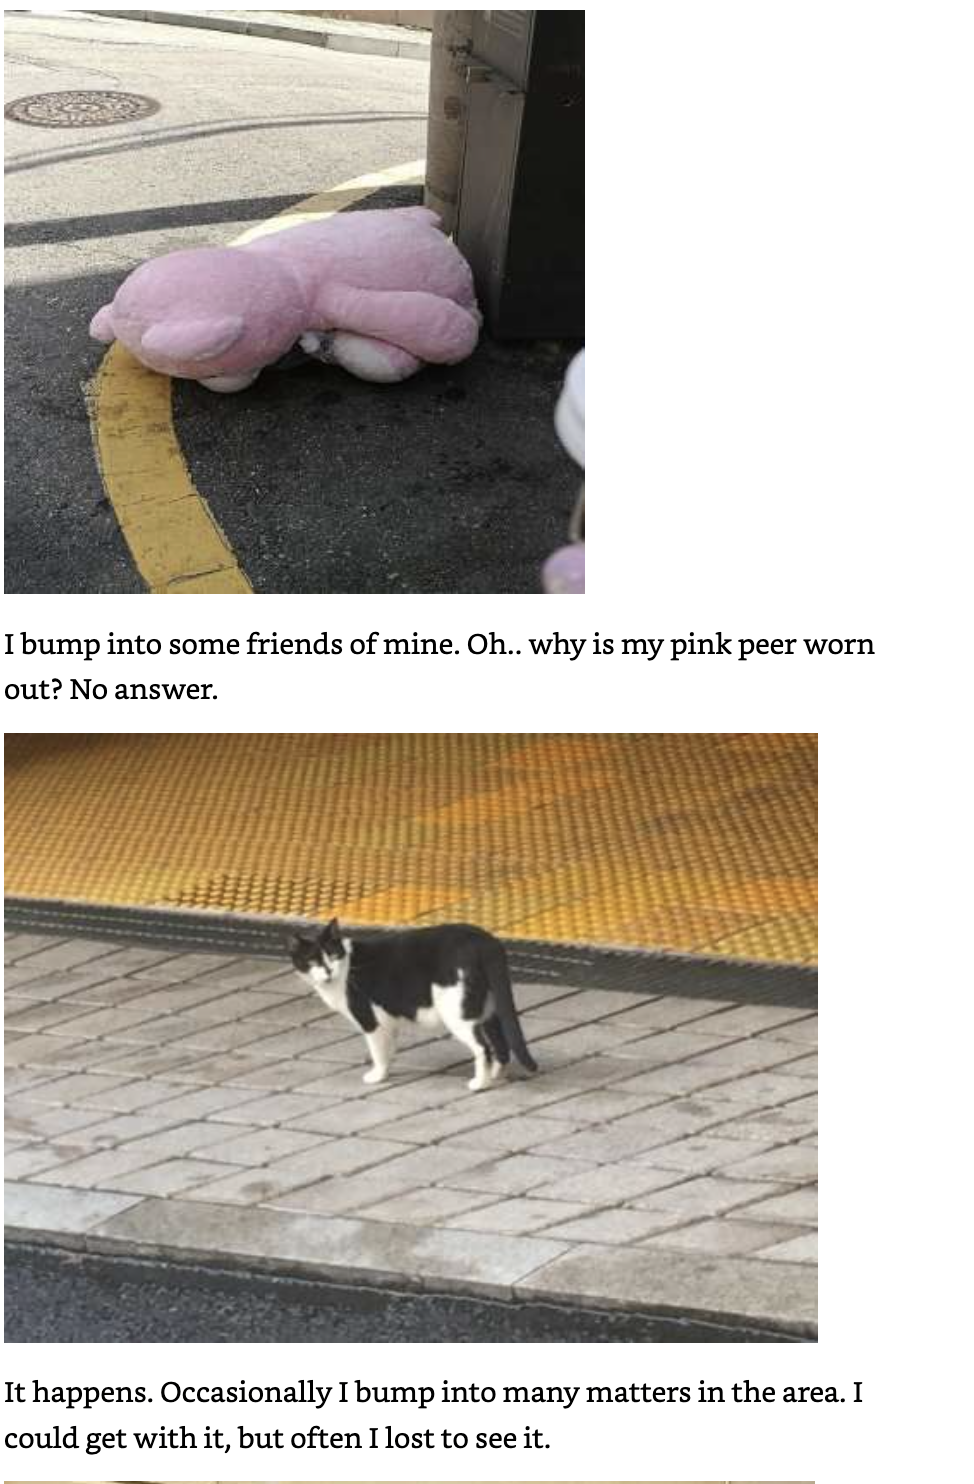 I bump into some friends of mine. Oh.. why is my pink peer worn
out? No answer.
It happens. Occasionally I bump into many matters in the area. I
could get with it, but often I lost to see it.